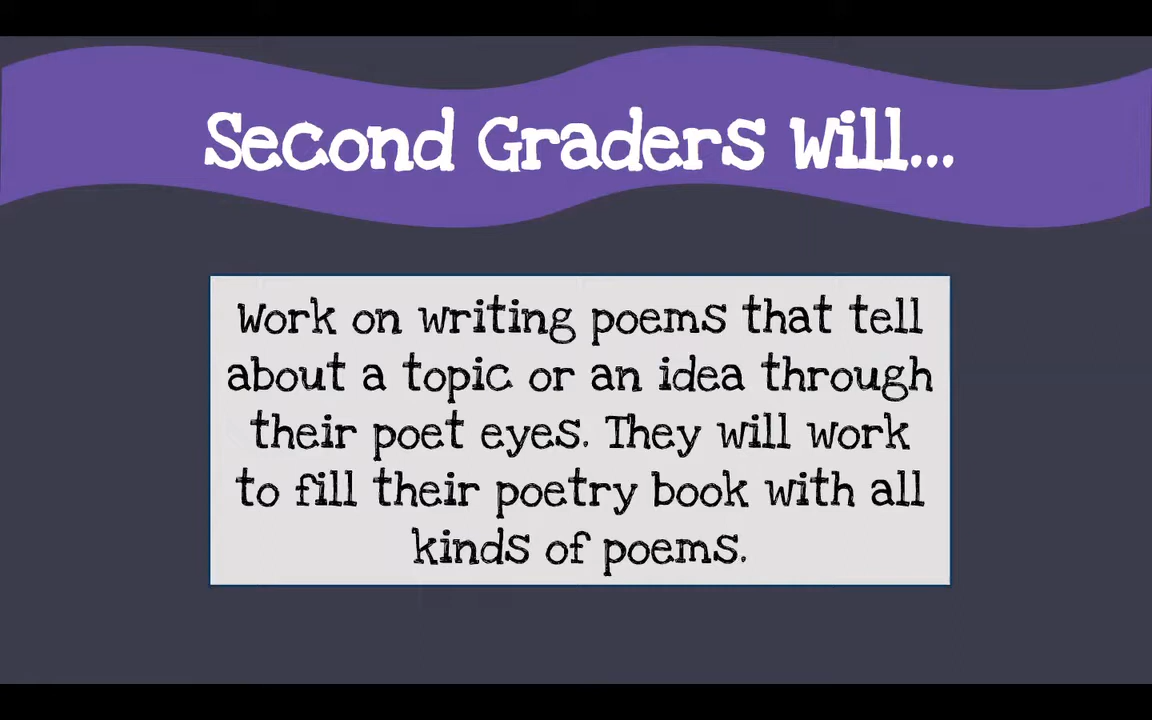 Second Graders Will...
Work on writing poems that tell
about a topic or an idea through
their poet eyes. They will work
to fill their poetry book with all
kinds of poems.